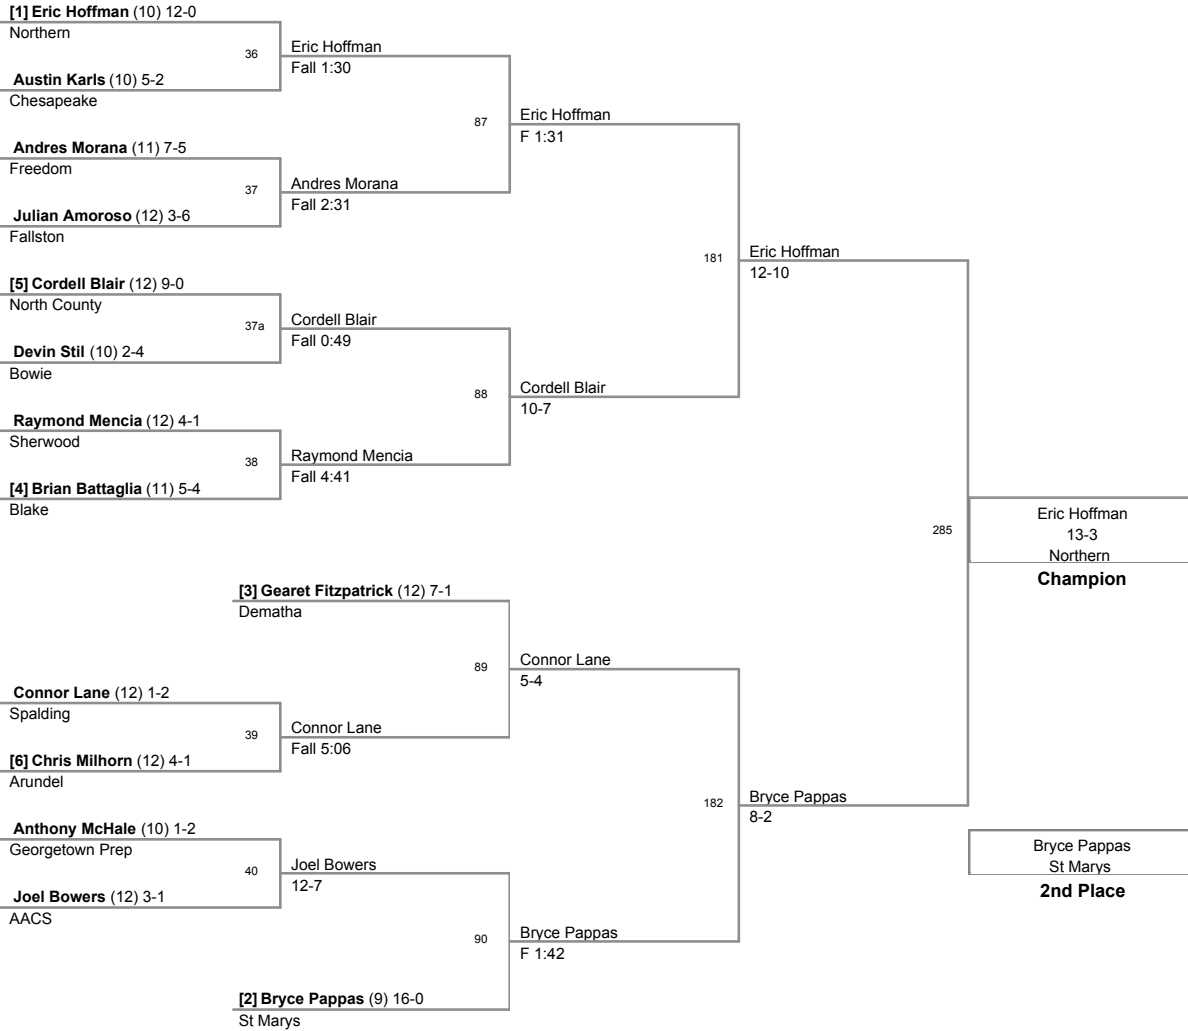 [1] Eric Hoffman (10) 12-0
Northern
36
Eric Hoffman
Fall 1:30
Austin Karls (10) 5-2
Chesapeake
87
Eric Hoffman
F 1:31
Andres Morana (11) 7-5
Freedom
37
Andres Morana
Fall 2:31
Julian Amoroso (12) 3-6
Fallston
181
Eric Hoffman
12-10
[5] Cordell Blair (12) 9-0
North County
37a
Cordell Blair
Fall 0:49
Devin Stil (10) 2-4
Bowie
88
Cordell Blair
10-7
Raymond Mencia (12) 4-1
Sherwood
38
Raymond Mencia
Fall 4:41
[4] Brian Battaglia (11) 5-4
Blake
285
Eric Hoffman
13-3
Northern
Champion
[3] Gearet Fitzpatrick (12) 7-1
Dematha
89
Connor Lane
5-4
Connor Lane (12) 1-2
Spalding
39
Connor Lane
Fall 5:06
[6] Chris Milhorn (12) 4-1
Arundel
182
Bryce Pappas
8-2
Anthony McHale (10) 1-2
Georgetown Prep
40
Joel Bowers
12-7
Joel Bowers (12) 3-1
AACS
Bryce Pappas
St Marys
2nd Place
90
Bryce Pappas
F 1:42
[2] Bryce Pappas (9) 16-0
St Marys